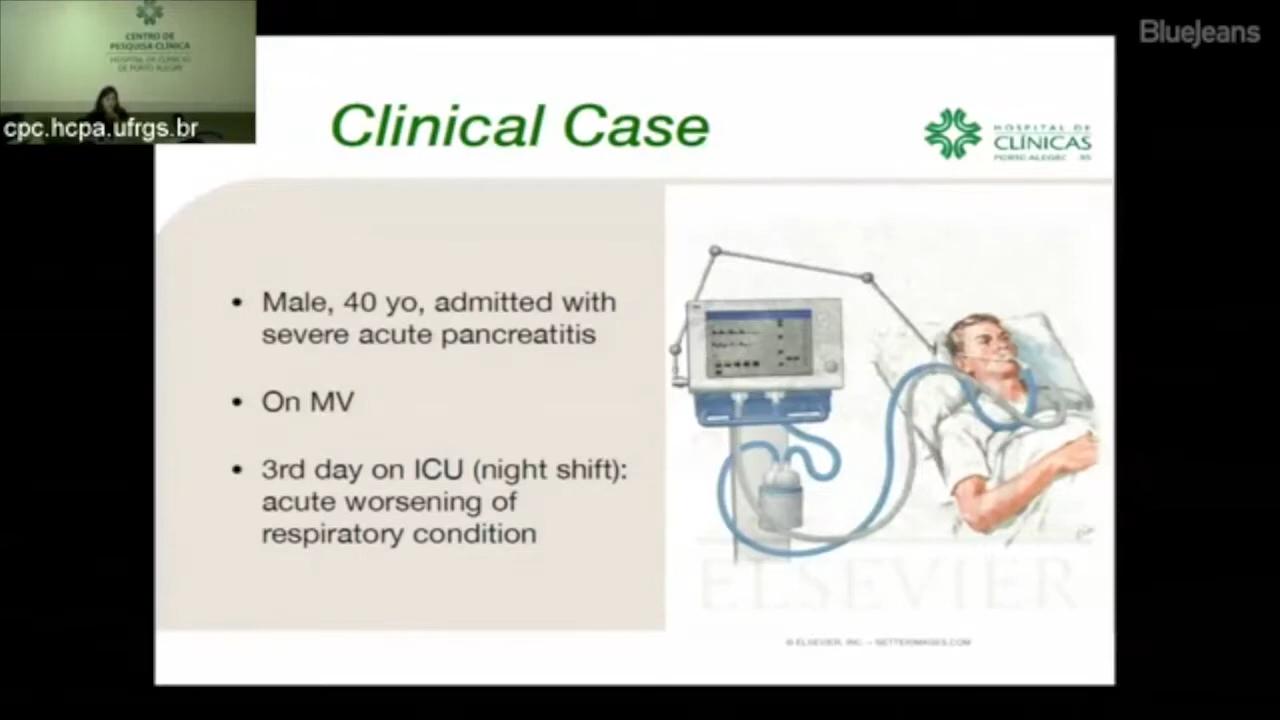 BlueJeans
CENTRO DE
PESQUISA CLÍNICA
HOSPITAL DE CLÍNICAS
DE PORTO ALEGRE
cpc.hcpa.ufrgs.br
Clinical Case
HOSPITAL DE
CLÍNICAS
PORTO ALEGRE RS
• Male, 40 yo, admitted with
severe acute pancreatitis
• On MV
• 3rd day on ICU (night shift):
acute worsening of
respiratory condition
ELSEVIER
© ELSEVIER, INC. – NETTERIMAGES.COM